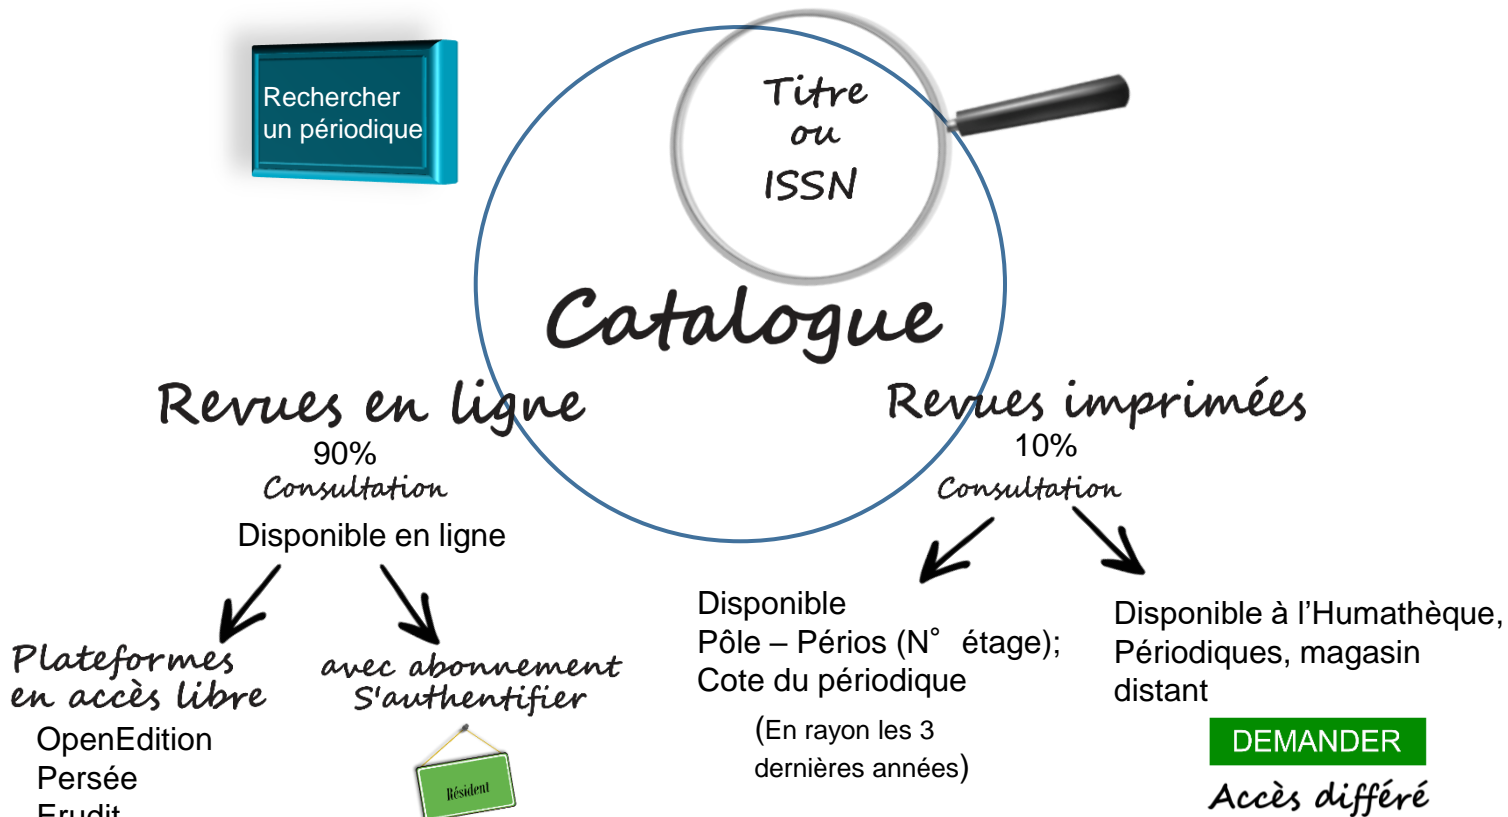 Rechercher
un périodique
Titre
ou
ISSN
Catalogue
Revues en ligne
90%
Consultation
Disponible en ligne
Plateformes
en accès libre
OpenEdition
Persée
Erudit
avec abonnement
S'authentifier
Résident
Revues imprimées
10%
Consultation
Disponible
Pôle – Périos (N° étage);
Cote du périodique
(En rayon les 3
dernières années)
Disponible à l’Humathèque,
Périodiques, magasin
distant
DEMANDER
Accès différé